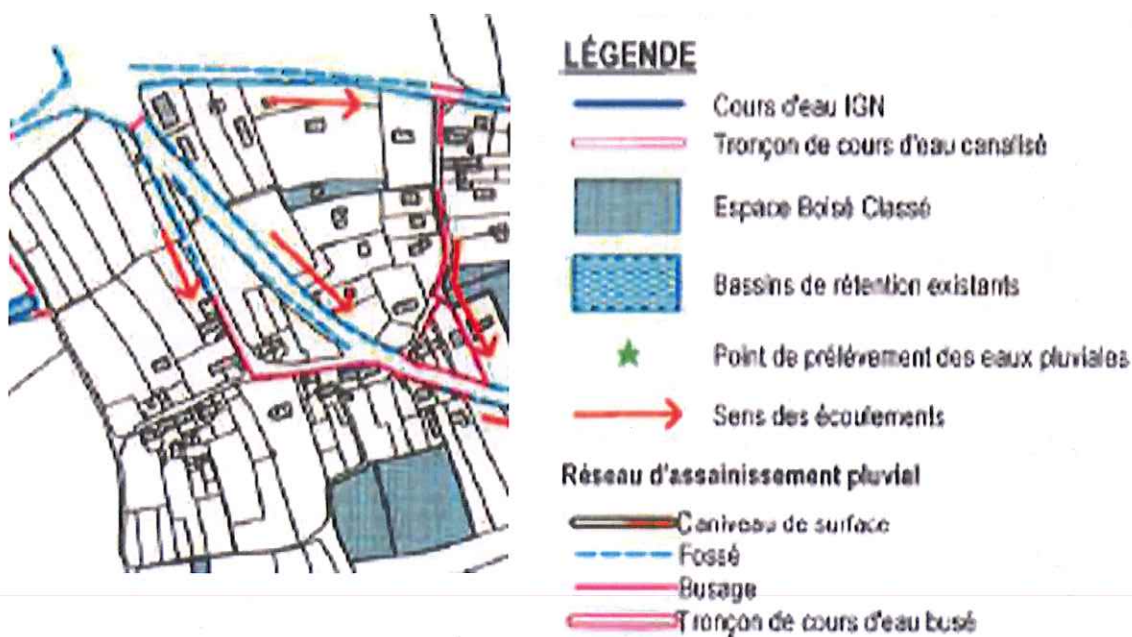 LÉGENDE
Cours d'eau IGN
Tronçon de cours d'eau canalisé
Espace Boisé Classé
Bassins de rétention existants
Point de prélévement des eaux pluviales
Sens des écoulements
Réseau d'assainissement pluvial
Caniveau de surface
Fossé
Busage
Tronçon de cours d'eau busé